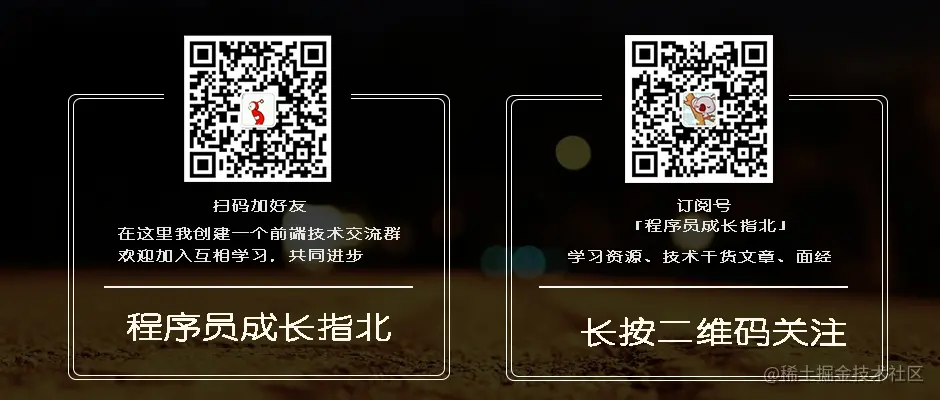 扫码加好友
在这里我创建一个前端技术交流群
欢迎加入互相学习，共同进步
程序员成长指北
订阅号
「程序员成长指北」
学习资源、技术干货文章、面经
长按二维码关注
@稀土掘金技术社区